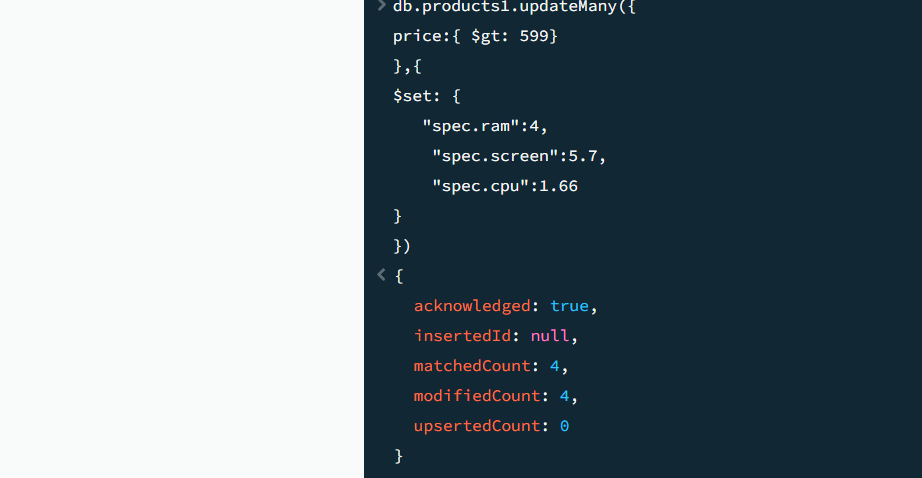 > db.products1.updateMany({
price:{ $gt: 599}
},{
$set: {
"spec.ram":4,
"spec.screen":5.7,
"spec.cpu":1.66
}
})
< {
acknowledged: true,
insertedId: null,
matchedCount: 4,
modifiedCount: 4,
upsertedCount: 0
}